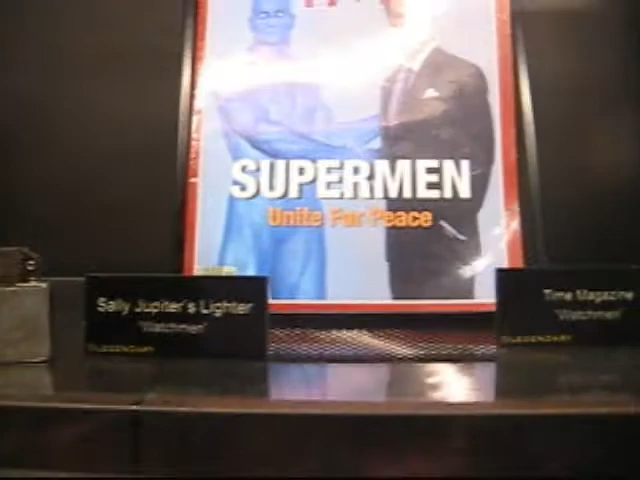 SUPERMEN
Unite For Peace
Sally Jupiter's Lighter
'Watchmen'
LEGENDARY
Time Magazine
'Watchmen'
LEGENDARY